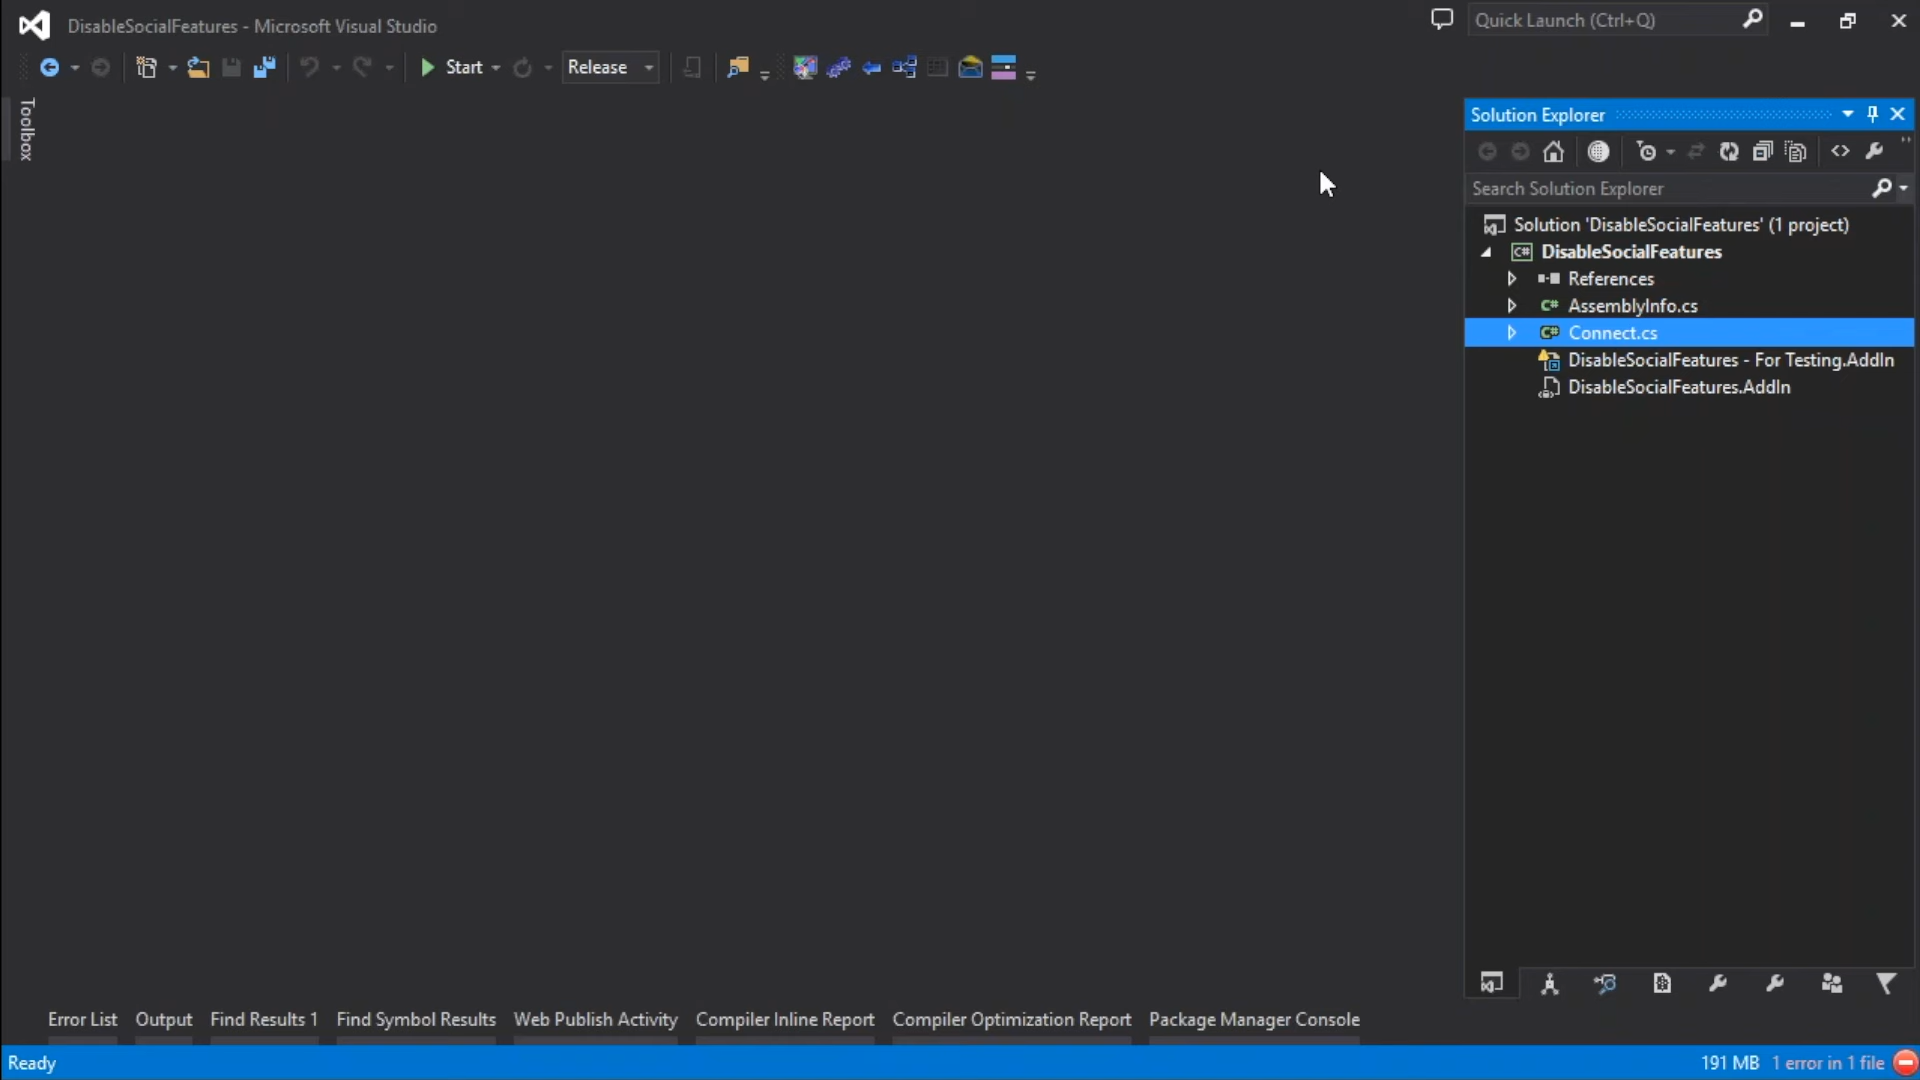 DisableSocialFeatures - Microsoft Visual Studio
Quick Launch (Ctrl+Q)
Start
Release
Toolbox
Solution Explorer
Search Solution Explorer
Solution 'DisableSocialFeatures' (1 project)
C# DisableSocialFeatures
References
C# AssemblyInfo.cs
C# Connect.cs
DisableSocialFeatures - For Testing.AddIn
DisableSocialFeatures.AddIn
Error List Output Find Results 1 Find Symbol Results Web Publish Activity Compiler Inline Report Compiler Optimization Report Package Manager Console
Ready
191 MB 1 error in 1 file